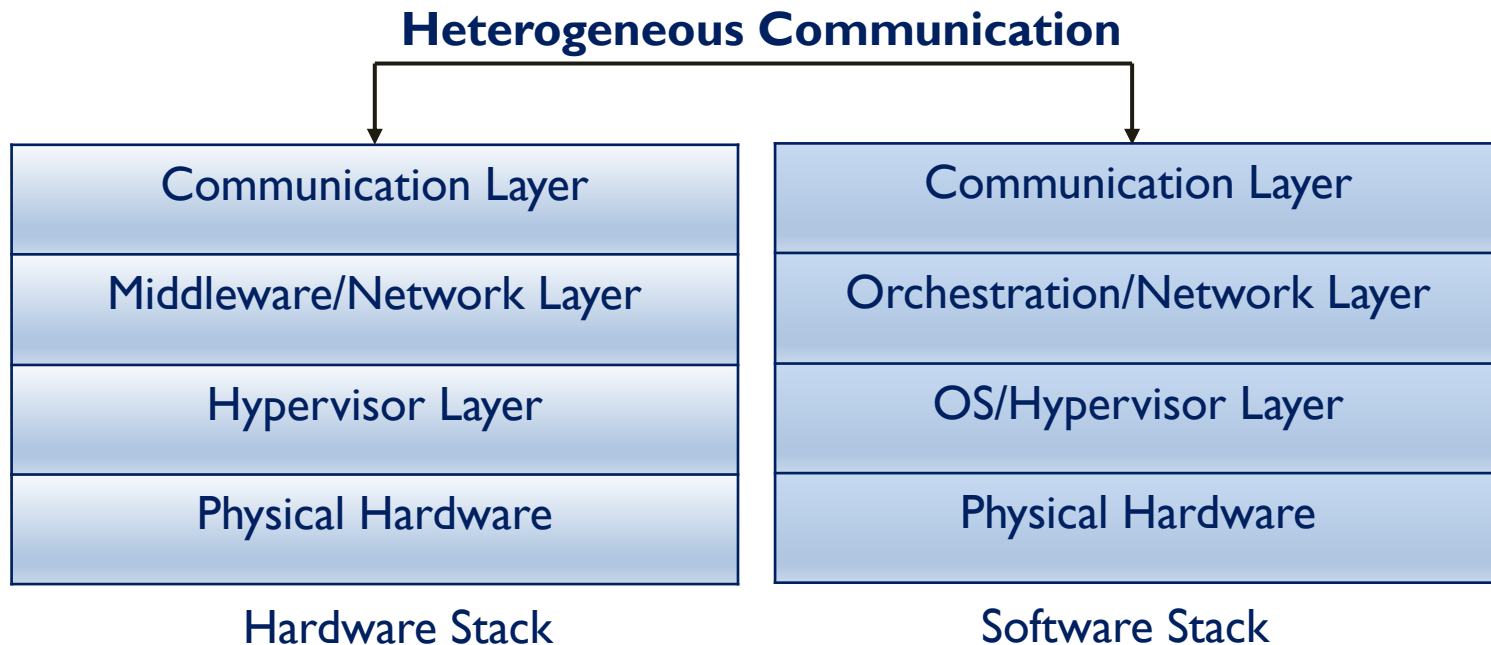 Heterogeneous Communication
Communication Layer
Middleware/Network Layer
Hypervisor Layer
Physical Hardware
Hardware Stack
Communication Layer
Orchestration/Network Layer
OS/Hypervisor Layer
Physical Hardware
Software Stack